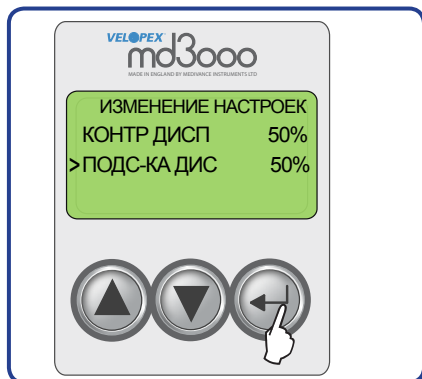 VELOPEX
md3000
MADE IN ENGLAND BY MEDIVANCE INSTRUMENTS LTD
ИЗМЕНЕНИЕ НАСТРОЕК
КОНТР ДИСП 50%
>ПОДС-КА ДИС 50%